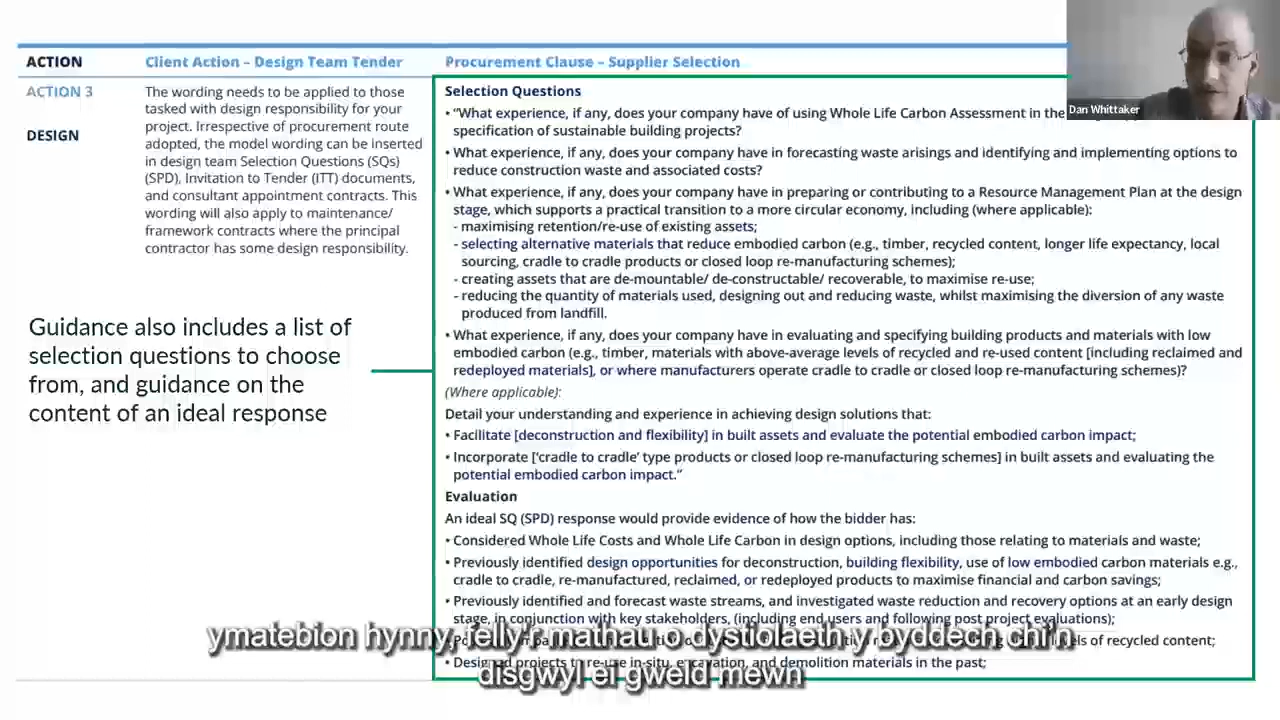 ACTION
Client Action – Design Team Tender
Procurement Clause – Supplier Selection
ACTION 3
DESIGN
The wording needs to be applied to those
tasked with design responsibility for your
project. Irrespective of procurement route
adopted, the model wording can be inserted
in design team Selection Questions (SQs)
(SPD), Invitation to Tender (ITT) documents,
and consultant appointment contracts. This
wording will also apply to maintenance/
framework contracts where the principal
contractor has some design responsibility.
Guidance also includes a list of
selection questions to choose
from, and guidance on the
content of an ideal response
Selection Questions
• “What experience, if any, does your company have of using Whole Life Carbon Assessment in the
specification of sustainable building projects?
• What experience, if any, does your company have in forecasting waste arisings and identifying and implementing options to
reduce construction waste and associated costs?
• What experience, if any, does your company have in preparing or contributing to a Resource Management Plan at the design
stage, which supports a practical transition to a more circular economy, including (where applicable):
- maximising retention/re-use of existing assets;
- selecting alternative materials that reduce embodied carbon (e.g., timber, recycled content, longer life expectancy, local
sourcing, cradle to cradle products or closed loop re-manufacturing schemes);
- creating assets that are de-mountable/ de-constructable/ recoverable, to maximise re-use;
- reducing the quantity of materials used, designing out and reducing waste, whilst maximising the diversion of any waste
produced from landfill.
• What experience, if any, does your company have in evaluating and specifying building products and materials with low
embodied carbon (e.g., timber, materials with above-average levels of recycled and re-used content [including reclaimed and
redeployed materials], or where manufacturers operate cradle to cradle or closed loop re-manufacturing schemes)?
(Where applicable):
Detail your understanding and experience in achieving design solutions that:
• Facilitate [deconstruction and flexibility] in built assets and evaluate the potential embodied carbon impact;
• Incorporate [‘cradle to cradle’ type products or closed loop re-manufacturing schemes] in built assets and evaluating the
potential embodied carbon impact.”
Evaluation
An ideal SQ (SPD) response would provide evidence of how the bidder has:
• Considered Whole Life Costs and Whole Life Carbon in design options, including those relating to materials and waste;
• Previously identified design opportunities for deconstruction, building flexibility, use of low embodied carbon materials e.g.,
cradle to cradle, re-manufactured, reclaimed, or redeployed products to maximise financial and carbon savings;
• Previously identified and forecast waste streams, and investigated waste reduction and recovery options at an early design
stage, in conjunction with key stakeholders, (including end users and following post project evaluations);
levels of recycled content;
• Designed projects to re-use in-situ, excavation, and demolition materials in the past;
Dan Whittaker
ymatebion hynny, felly'r mathau o dystiolaeth y byddech chi'n
disgwyl ei gweld mewn